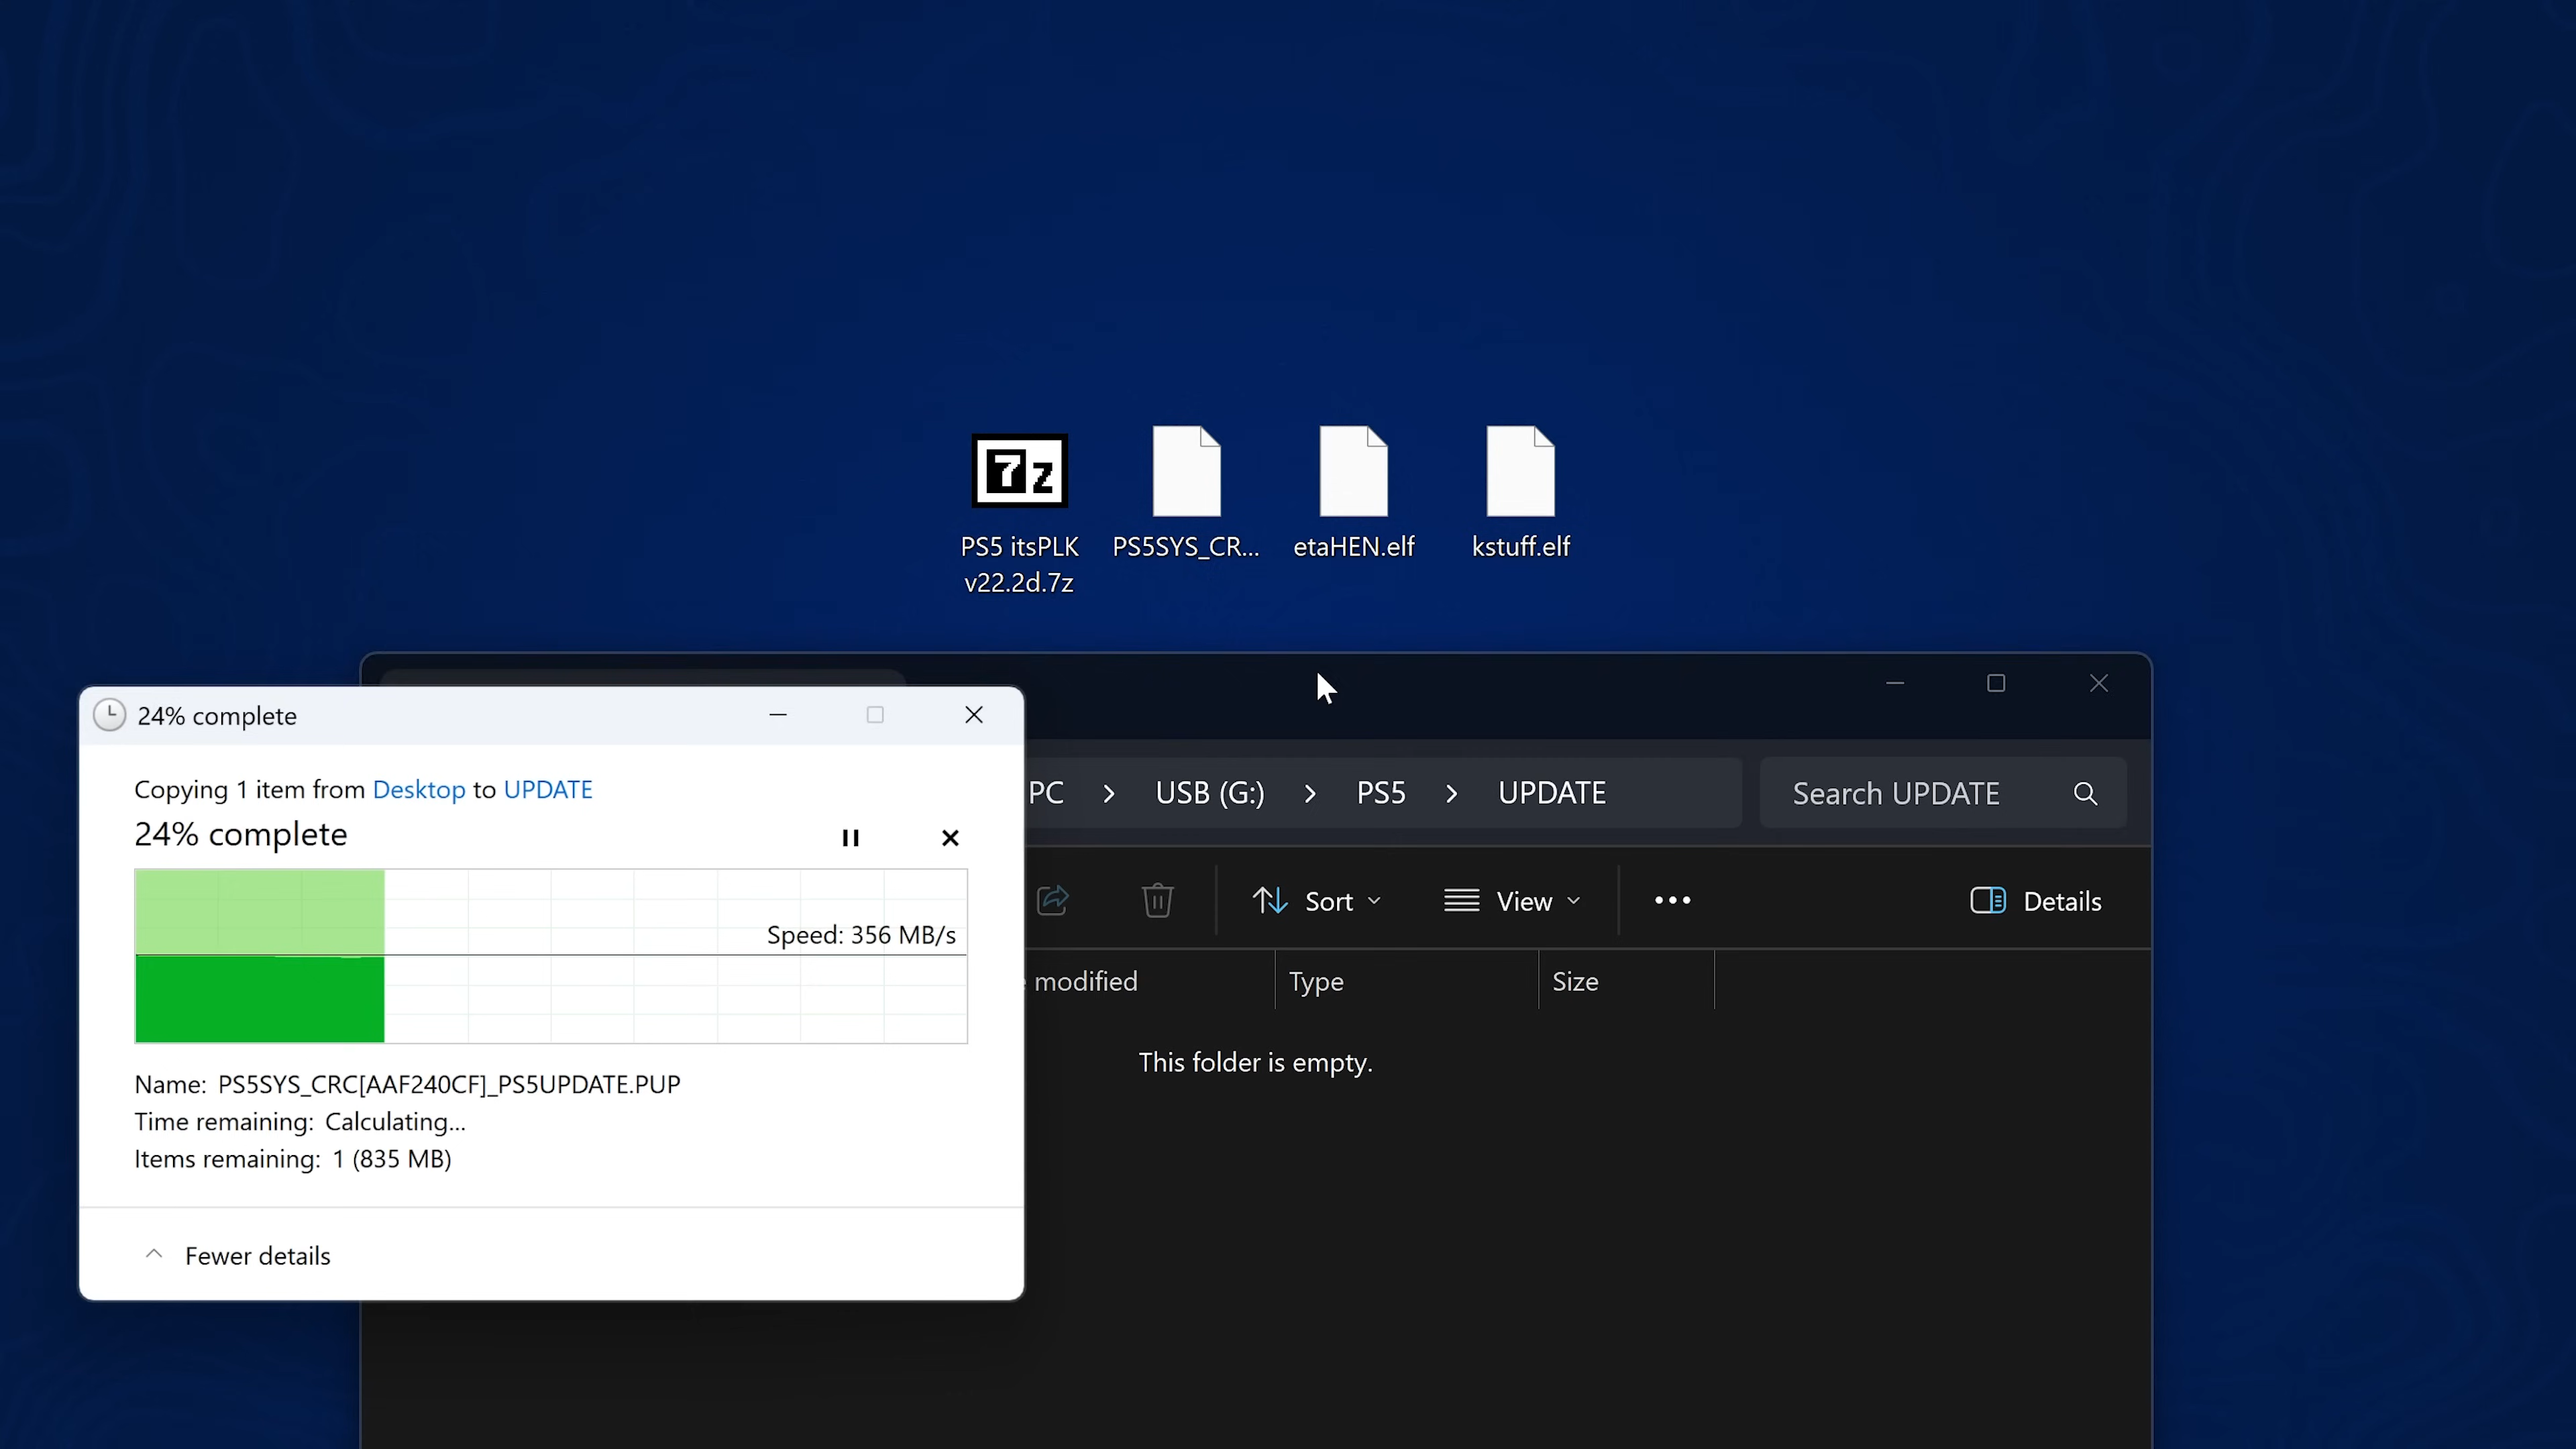 7z
PS5 itsPLK
v22.2d.7z
PS5SYS_CR...
etaHEN.elf
kstuff.elf
24% complete
Copying 1 item from Desktop to UPDATE
24% complete
Speed: 356 MB/s
Name: PS5SYS_CRC[AAF240CF]_PS5UPDATE.PUP
Time remaining: Calculating...
Items remaining: 1 (835 MB)
Fewer details
PC > USB (G:) > PS5 > UPDATE
Search UPDATE
Sort
View
Details
modified
Type
Size
This folder is empty.